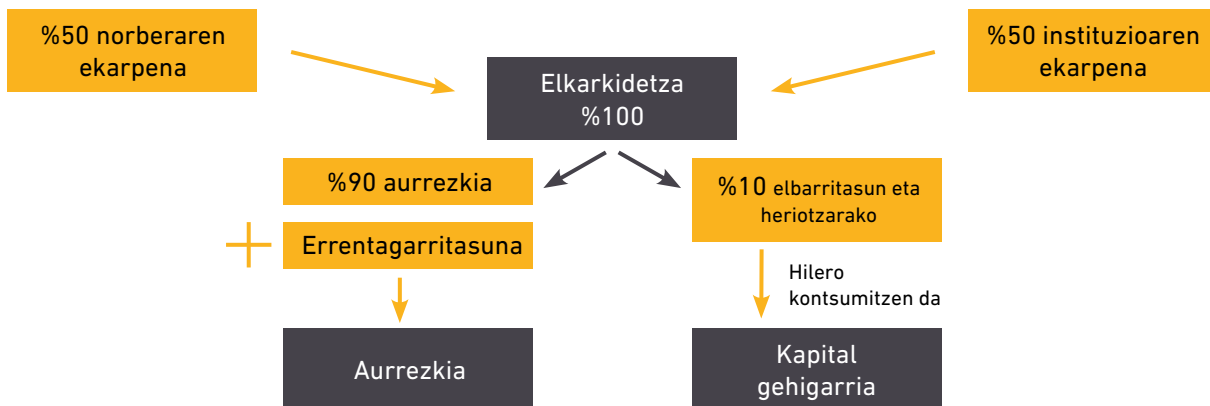 %50 norberaren
ekarpena
%50 instituzioaren
ekarpena
Elkarkidetza
%100
%90 aurrezkia
%10 elbarritasun eta
heriotzarako
Errentagarritasuna
Hilero
kontsumitzen da
Aurrezkia
Kapital
gehigarria